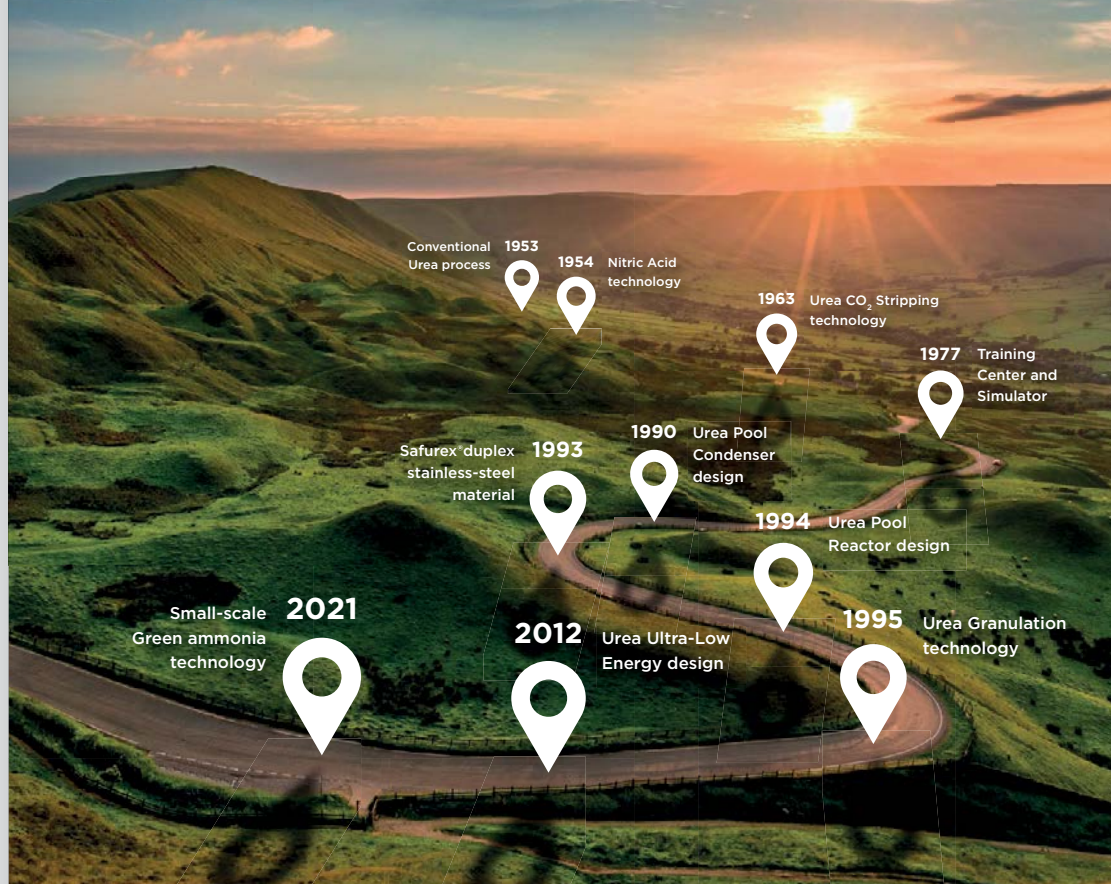 1953
Conventional
Urea process
1954
Nitric Acid
technology
1963
Urea CO₂ Stripping
technology
1977
Training
Center and
Simulator
1990
Urea Pool
Condenser
design
1993
Safurex® duplex
stainless-steel
material
1994
Urea Pool
Reactor design
1995
Urea Granulation
technology
2012
Urea Ultra-Low
Energy design
2021
Small-scale
Green ammonia
technology